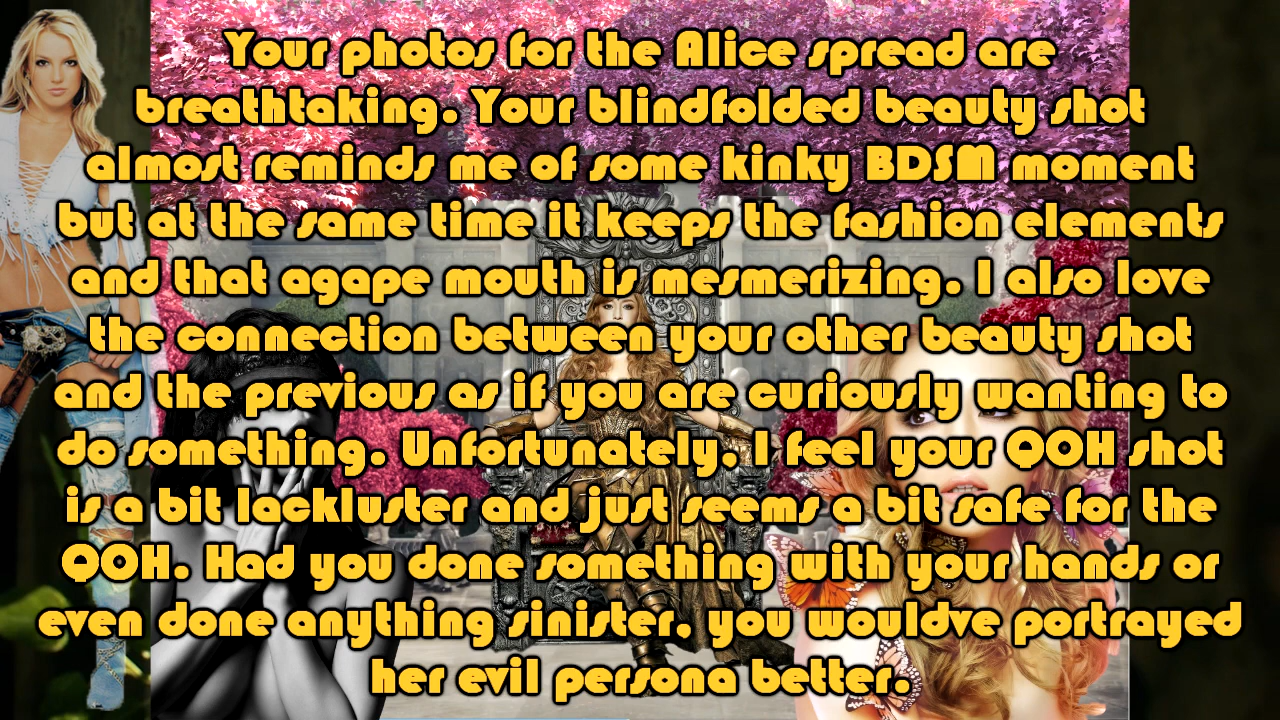 Your photos for the Alice spread are
breathtaking. Your blindfolded beauty shot
almost reminds me of some kinky BDSM moment
but at the same time it keeps the fashion elements
and that agape mouth is mesmerizing. I also love
the connection between your other beauty shot
and the previous as if you are curiously wanting to
do something. Unfortunately, I feel your QOH shot
is a bit lackluster and just seems a bit safe for the
QOH. Had you done something with your hands or
even done anything sinister, you wouldve portrayed
her evil persona better.